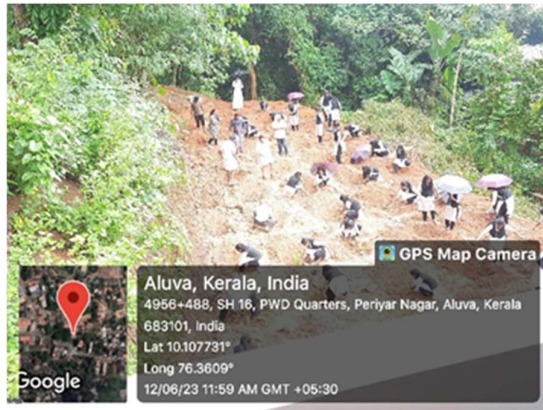 GPS Map Camera
Aluva, Kerala, India
4956+488, SH 16, PWD Quarters, Periyar Nagar, Aluva, Kerala
683101, India
Lat 10.107731°
Long 76.3609°
12/06/23 11:59 AM GMT +05:30
Google